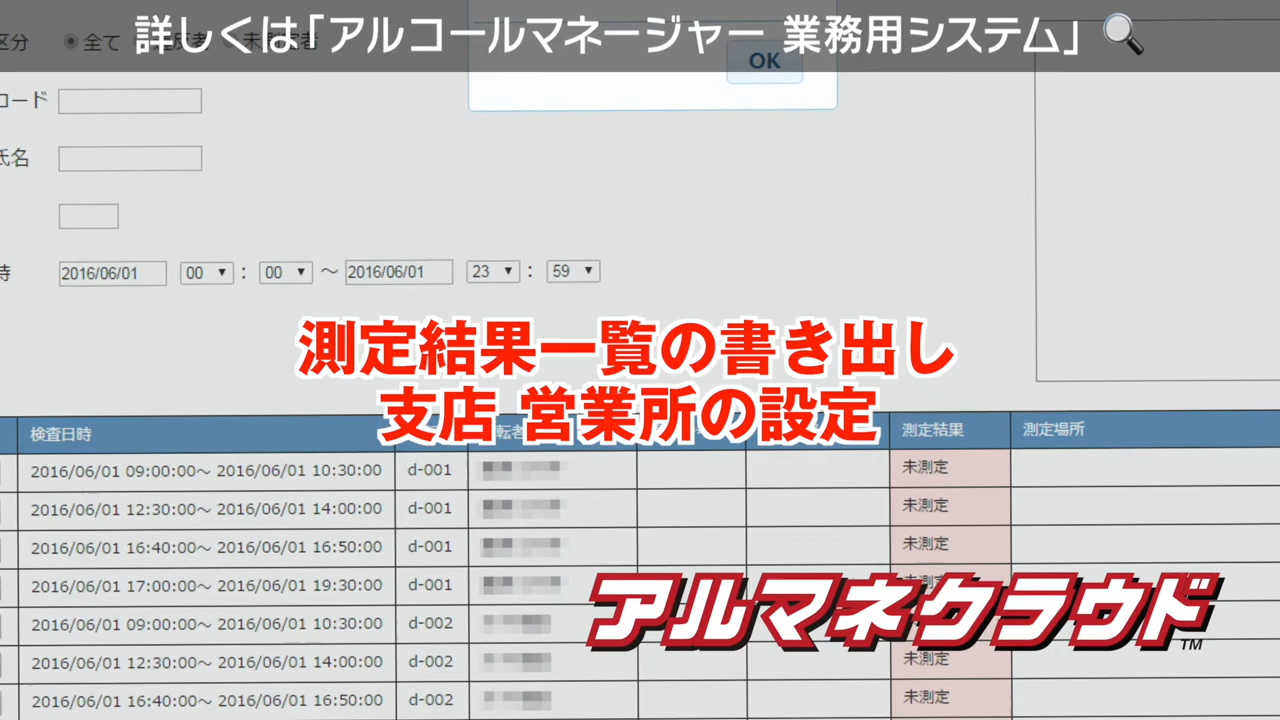 詳しくは「アルコールマネージャー 業務用システム」
区分 全て
OK
コード
氏名
時 2016/06/01 00 : 00 ～ 2016/06/01 23 : 59
測定結果一覧の書き出し
支店 営業所の設定
検査日時 測定結果 測定場所
2016/06/01 09:00:00～ 2016/06/01 10:30:00 d-001 未測定
2016/06/01 12:30:00～ 2016/06/01 14:00:00 d-001 未測定
2016/06/01 16:40:00～ 2016/06/01 16:50:00 d-001 未測定
2016/06/01 17:00:00～ 2016/06/01 19:30:00 d-001
2016/06/01 09:00:00～ 2016/06/01 10:30:00 d-002
アルマネクラウド™
2016/06/01 12:30:00～ 2016/06/01 14:00:00 d-002 未測定
2016/06/01 16:40:00～ 2016/06/01 16:50:00 d-002 未測定